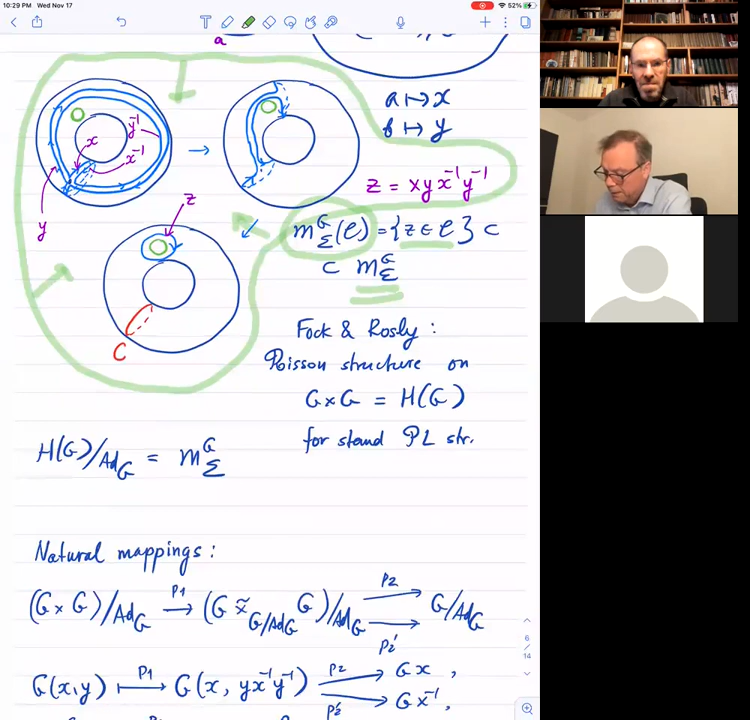 10:29 PM Wed Nov 17
52%
a
a ↦ x
b ↦ y
x
y⁻¹
x⁻¹
y
z = xyx⁻¹y⁻¹
z
m^G_Σ(C) = {z ∈ C} ⊂
⊂ m^G_Σ
C
Fock & Rosly :
Poisson structure on
G×G = H(G)
for stand PL str.
H(G)/Ad_G = m^G_Σ
Natural mappings :
(G×G)/Ad_G →^{P1} (G ×̃_{G/Ad_G} G)/Ad_G ⇉^{P2}_{P2'} G/Ad_G
G(x,y) ↦^{P1} G(x, yx⁻¹y⁻¹) →^{P2} Gx ,
→_{P2'} Gx⁻¹,
6
14